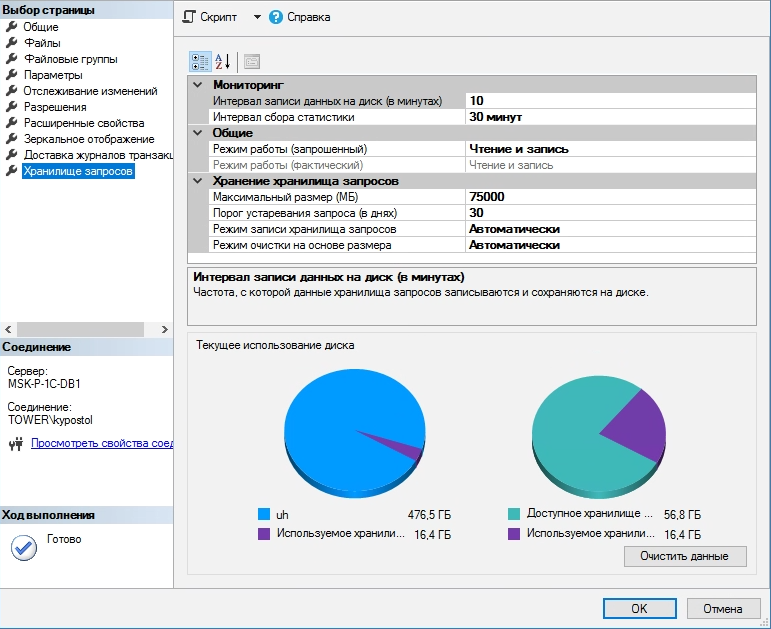 Выбор страницы
Общие
Файлы
Файловые группы
Параметры
Отслеживание изменений
Разрешения
Расширенные свойства
Зеркальное отображение
Доставка журналов транзакц
Хранилище запросов
Соединение
Сервер:
MSK-P-1C-DB1
Соединение:
TOWER\kypostol
Просмотреть свойства соед
Ход выполнения
Готово
Скрипт
Справка
Мониторинг
Интервал записи данных на диск (в минутах) 10
Интервал сбора статистики 30 минут
Общие
Режим работы (запрошенный) Чтение и запись
Режим работы (фактический) Чтение и запись
Хранение хранилища запросов
Максимальный размер (МБ) 75000
Порог устаревания запроса (в днях) 30
Режим записи хранилища запросов Автоматически
Режим очистки на основе размера Автоматически
Интервал записи данных на диск (в минутах)
Частота, с которой данные хранилища запросов записываются и сохраняются на диске.
Текущее использование диска
uh 476,5 ГБ
Используемое хранили... 16,4 ГБ
Доступное хранилище ... 56,8 ГБ
Используемое хранили... 16,4 ГБ
Очистить данные
OK
Отмена